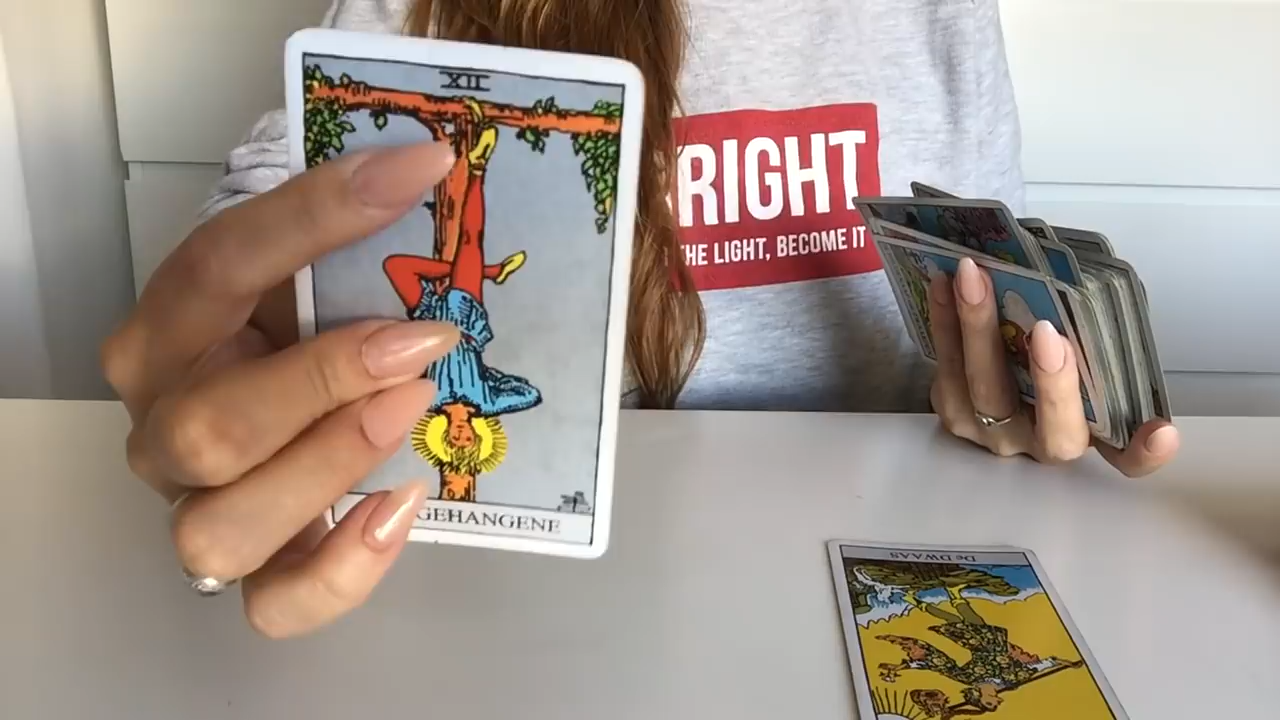 XII
GEHANGENE
RIGHT
THE LIGHT, BECOME IT
De DWAAS